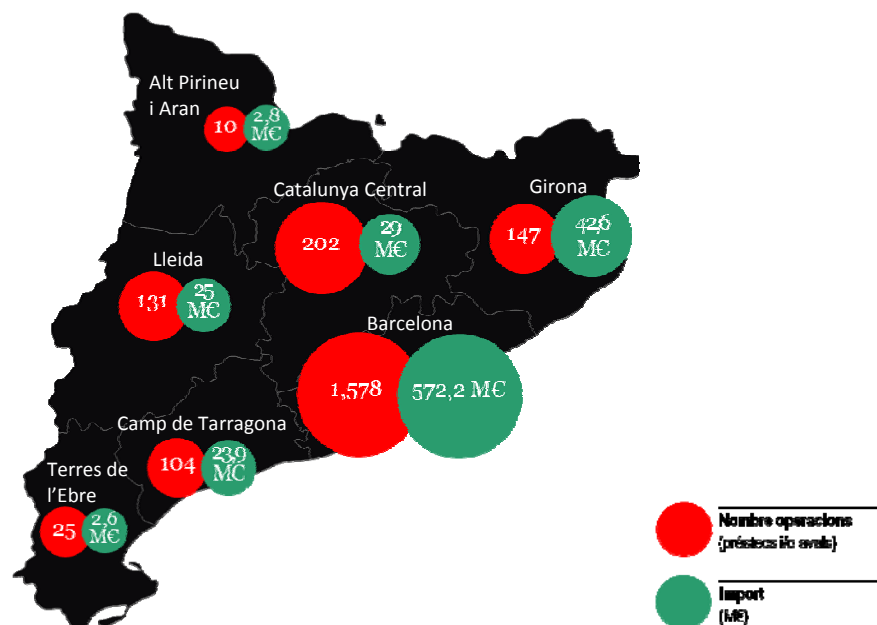 Alt Pirineu
i Aran
10
2,8
M€
Catalunya Central
202
29
M€
Girona
147
42,6
M€
Lleida
131
25
M€
Barcelona
1,578
572,2 M€
Camp de Tarragona
104
23,9
M€
Terres de
l'Ebre
25
2,6
M€
Nombre operacions
(préstecs i/o avals)
Import
(M€)